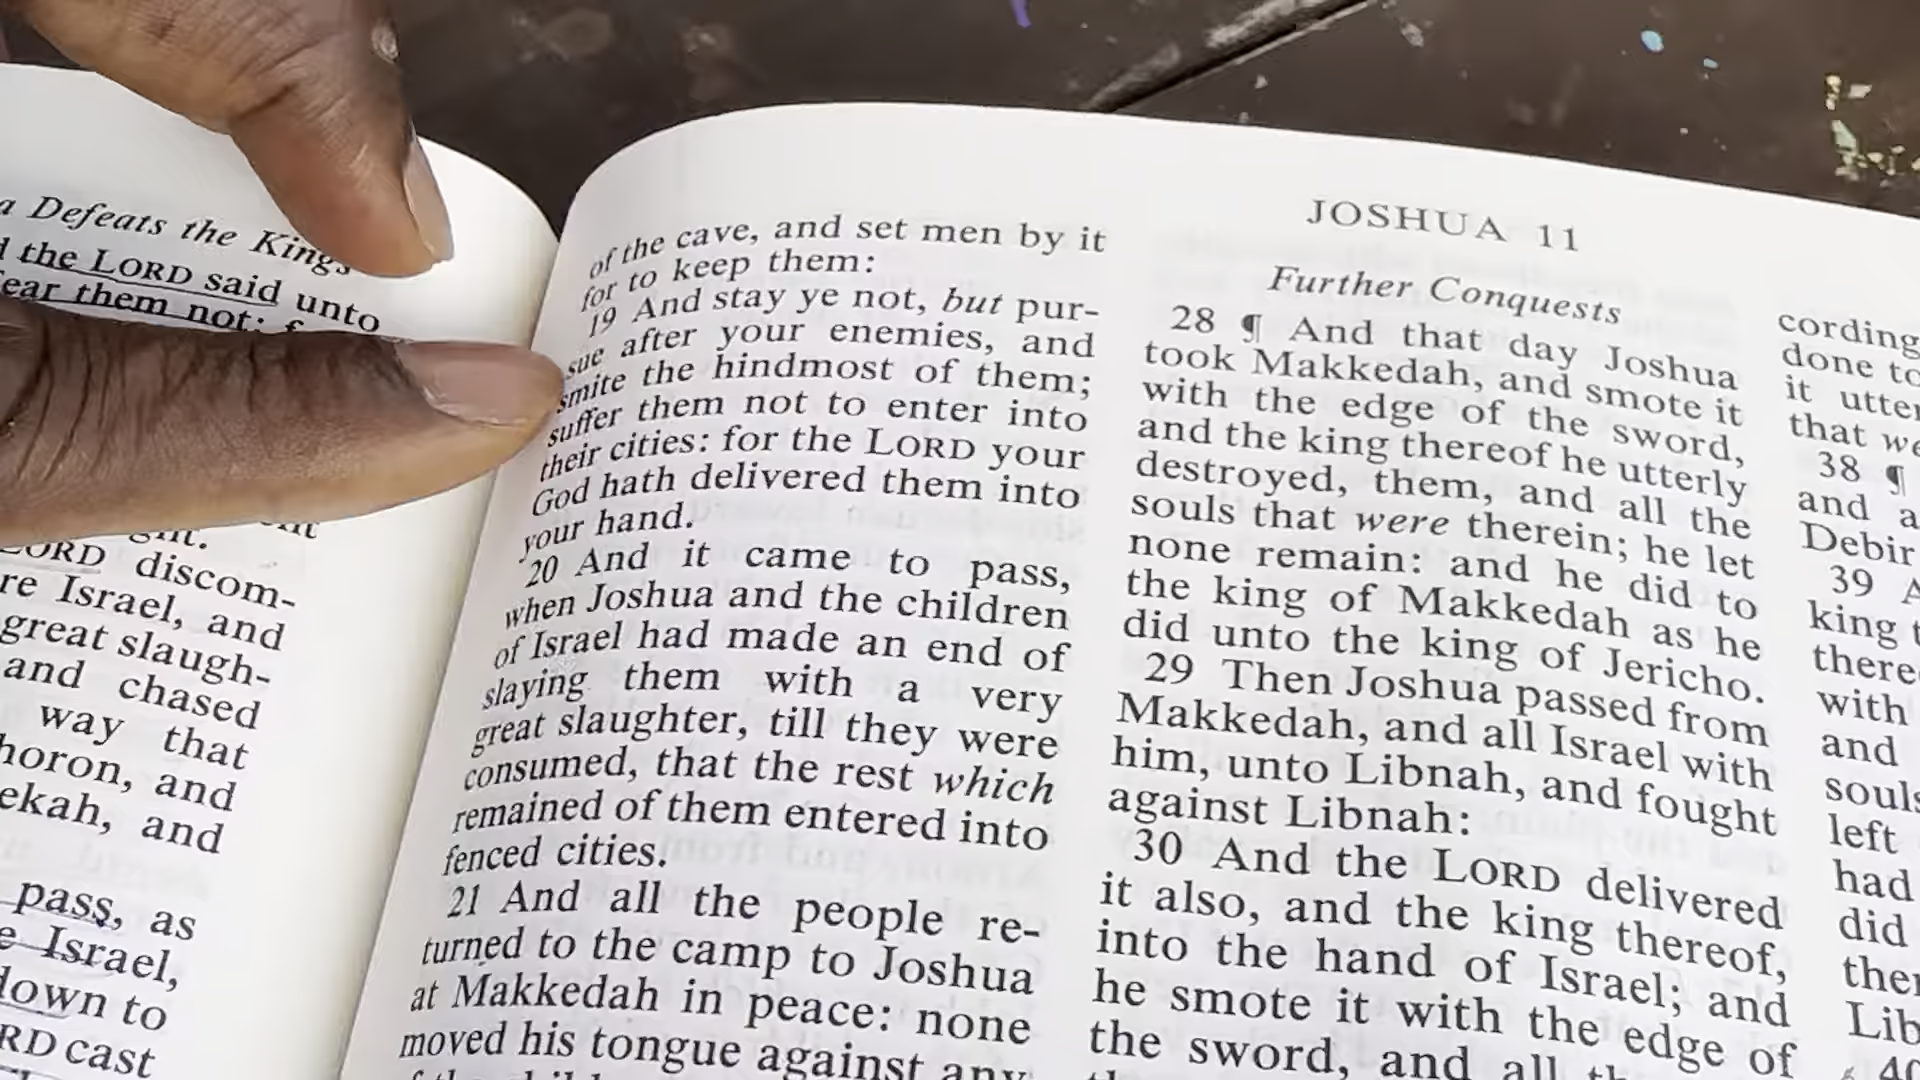 a Defeats the Kings
the LORD said unto
ear them not: f
ght.
LORD discom-
re Israel, and
great slaugh-
and chased
way that
horon, and
ekah, and
pass, as
e Israel,
down to
RD cast
of the cave, and set men by it
for to keep them:
19 And stay ye not, but pur-
sue after your enemies, and
smite the hindmost of them;
suffer them not to enter into
their cities: for the LORD your
God hath delivered them into
your hand.
20 And it came to pass,
when Joshua and the children
of Israel had made an end of
slaying them with a very
great slaughter, till they were
consumed, that the rest which
remained of them entered into
fenced cities.
21 And all the people re-
turned to the camp to Joshua
at Makkedah in peace: none
moved his tongue against any
JOSHUA 11
Further Conquests
28 ¶ And that day Joshua
took Makkedah, and smote it
with the edge of the sword,
and the king thereof he utterly
destroyed, them, and all the
souls that were therein; he let
none remain: and he did to
the king of Makkedah as he
did unto the king of Jericho.
29 Then Joshua passed from
Makkedah, and all Israel with
him, unto Libnah, and fought
against Libnah:
30 And the LORD delivered
it also, and the king thereof,
into the hand of Israel; and
he smote it with the edge of
the sword, and all
cording
done to
it utter
that we
38 ¶
and a
Debir
39 A
king t
there
with
and
souls
left
had
did
ther
Lib
40